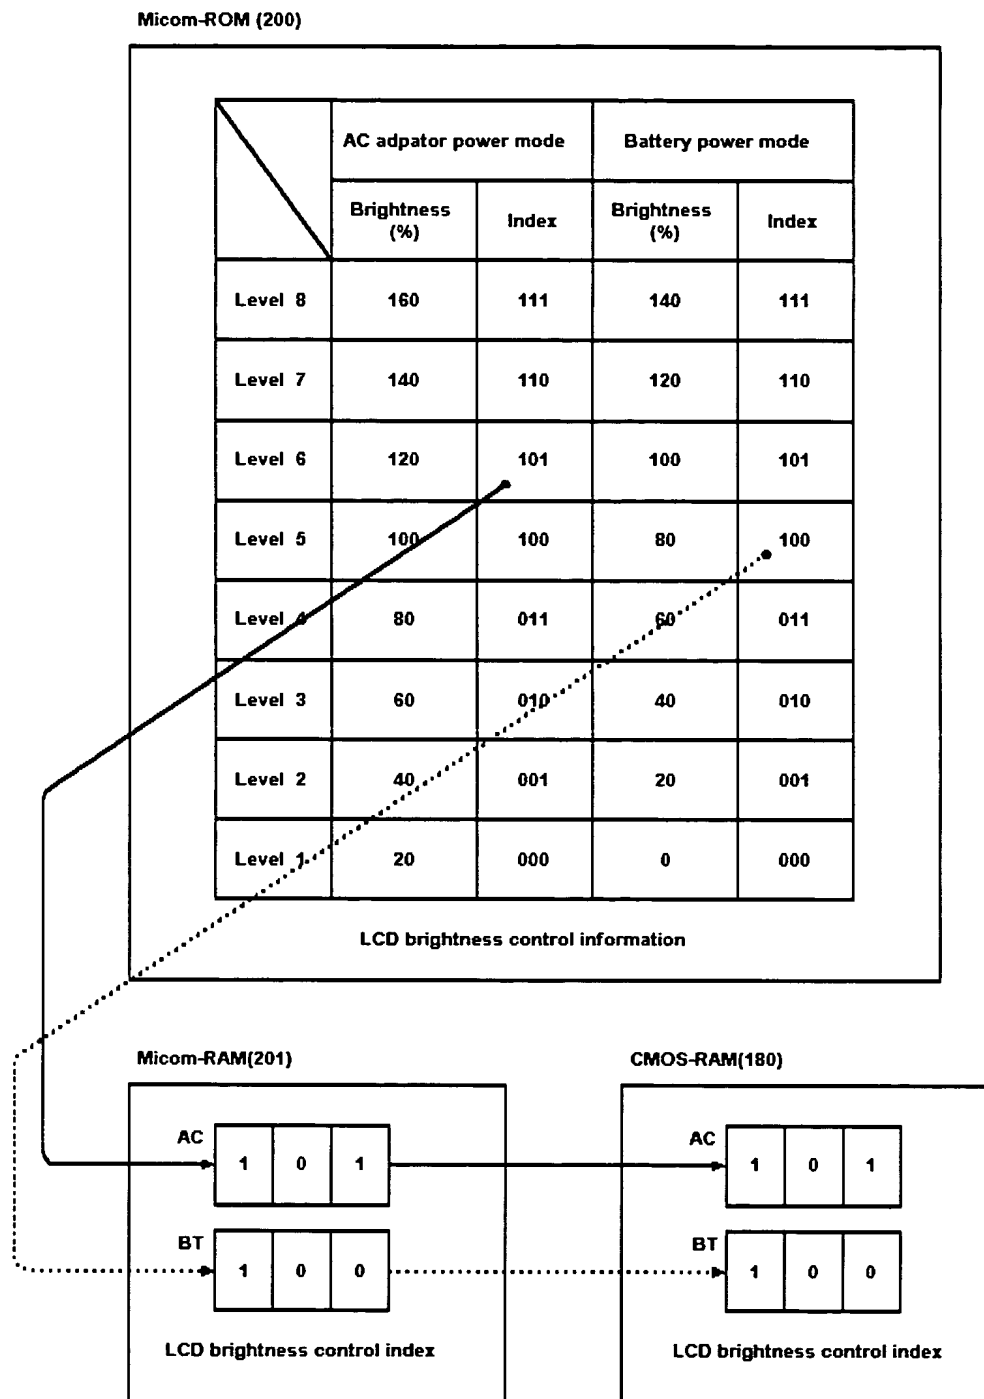 Micom-ROM (200)
AC adpator power mode Battery power mode
Brightness (%) Index Brightness (%) Index
Level 8 160 111 140 111
Level 7 140 110 120 110
Level 6 120 101 100 101
Level 5 100 100 80 100
Level 4 80 011 60 011
Level 3 60 010 40 010
Level 2 40 001 20 001
Level 1 20 000 0 000
LCD brightness control information
Micom-RAM(201)
AC 1 0 1
BT 1 0 0
LCD brightness control index
CMOS-RAM(180)
AC 1 0 1
BT 1 0 0
LCD brightness control index